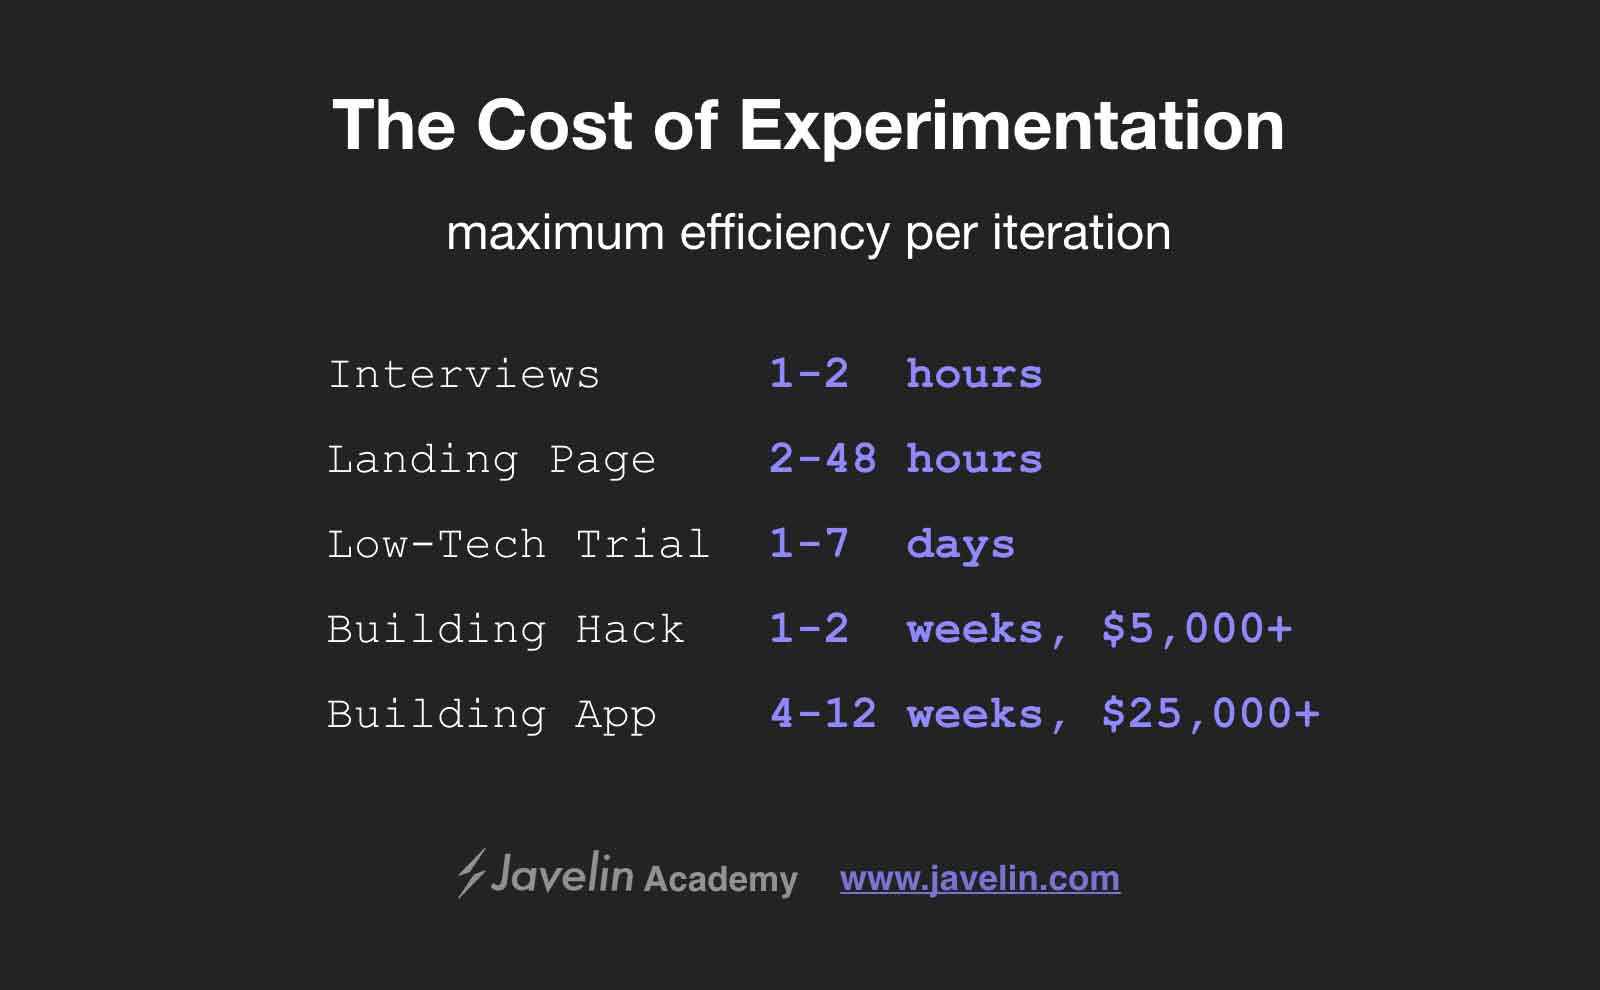 The Cost of Experimentation
maximum efficiency per iteration
Interviews 1-2 hours
Landing Page 2-48 hours
Low-Tech Trial 1-7 days
Building Hack 1-2 weeks, $5,000+
Building App 4-12 weeks, $25,000+
Javelin Academy www.javelin.com